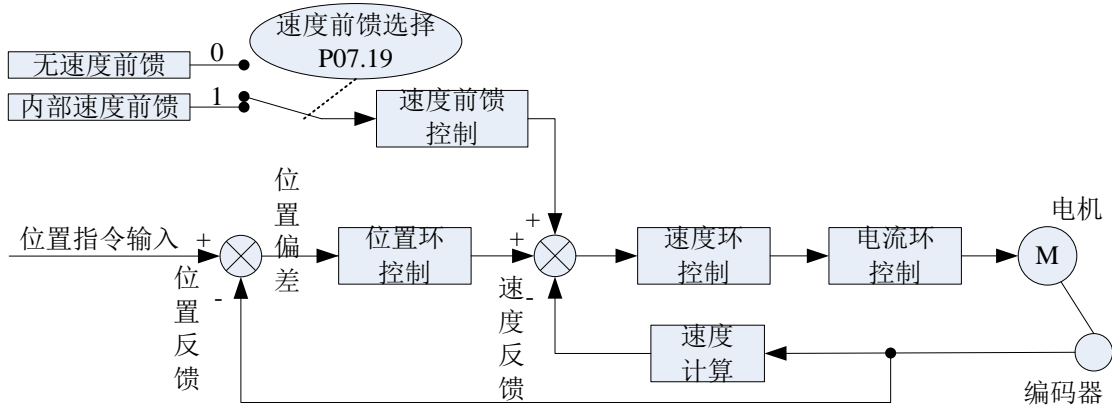 速度前馈选择
P07.19
无速度前馈
0
内部速度前馈
1
速度前馈
控制
位置指令输入
+
-
位置反馈
位置偏差
位置环
控制
+
+
-
速度反馈
速度环
控制
电流环
控制
电机
M
速度
计算
编码器